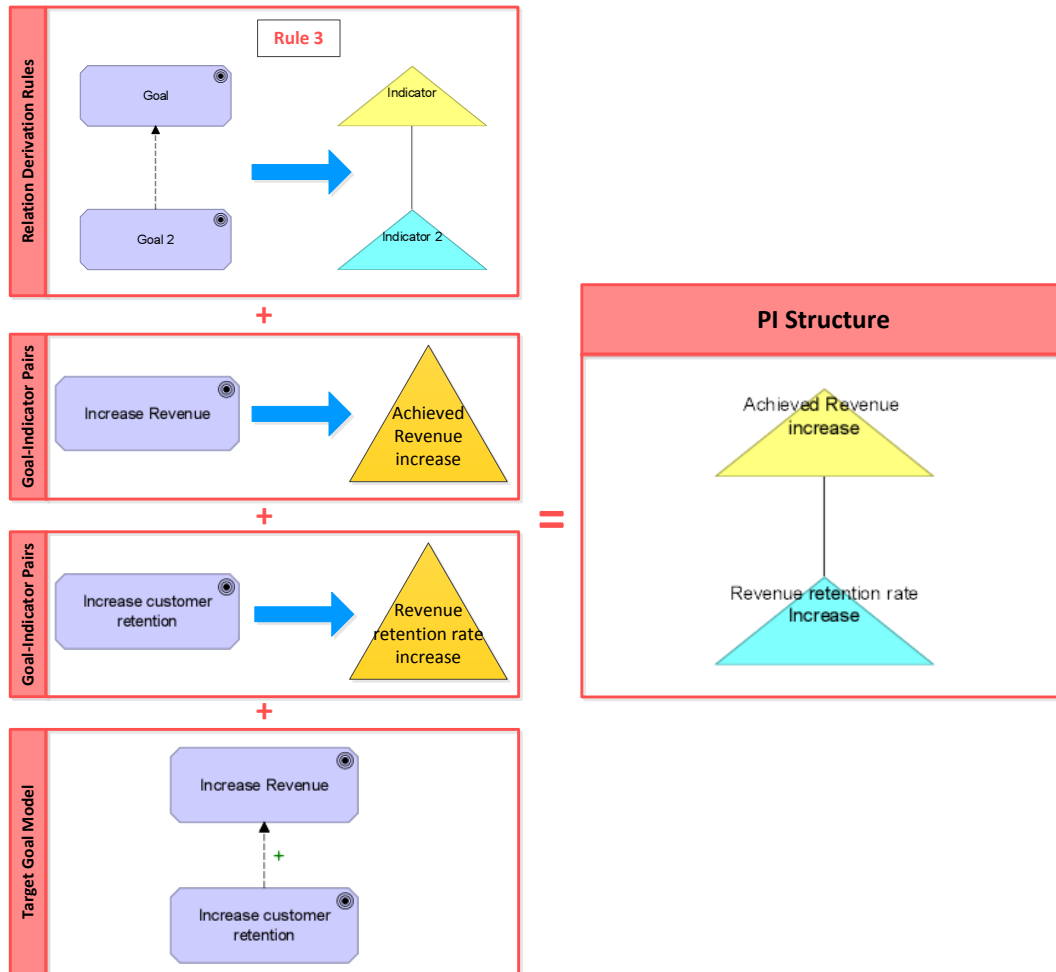 Relation Derivation Rules
Rule 3
Goal
Indicator
Goal 2
Indicator 2
+
Goal-Indicator Pairs
Increase Revenue
Achieved
Revenue
increase
+
Goal-Indicator Pairs
Increase customer
retention
Revenue
retention rate
increase
+
Target Goal Model
Increase Revenue
+
Increase customer
retention
=
PI Structure
Achieved Revenue
increase
Revenue retention rate
Increase